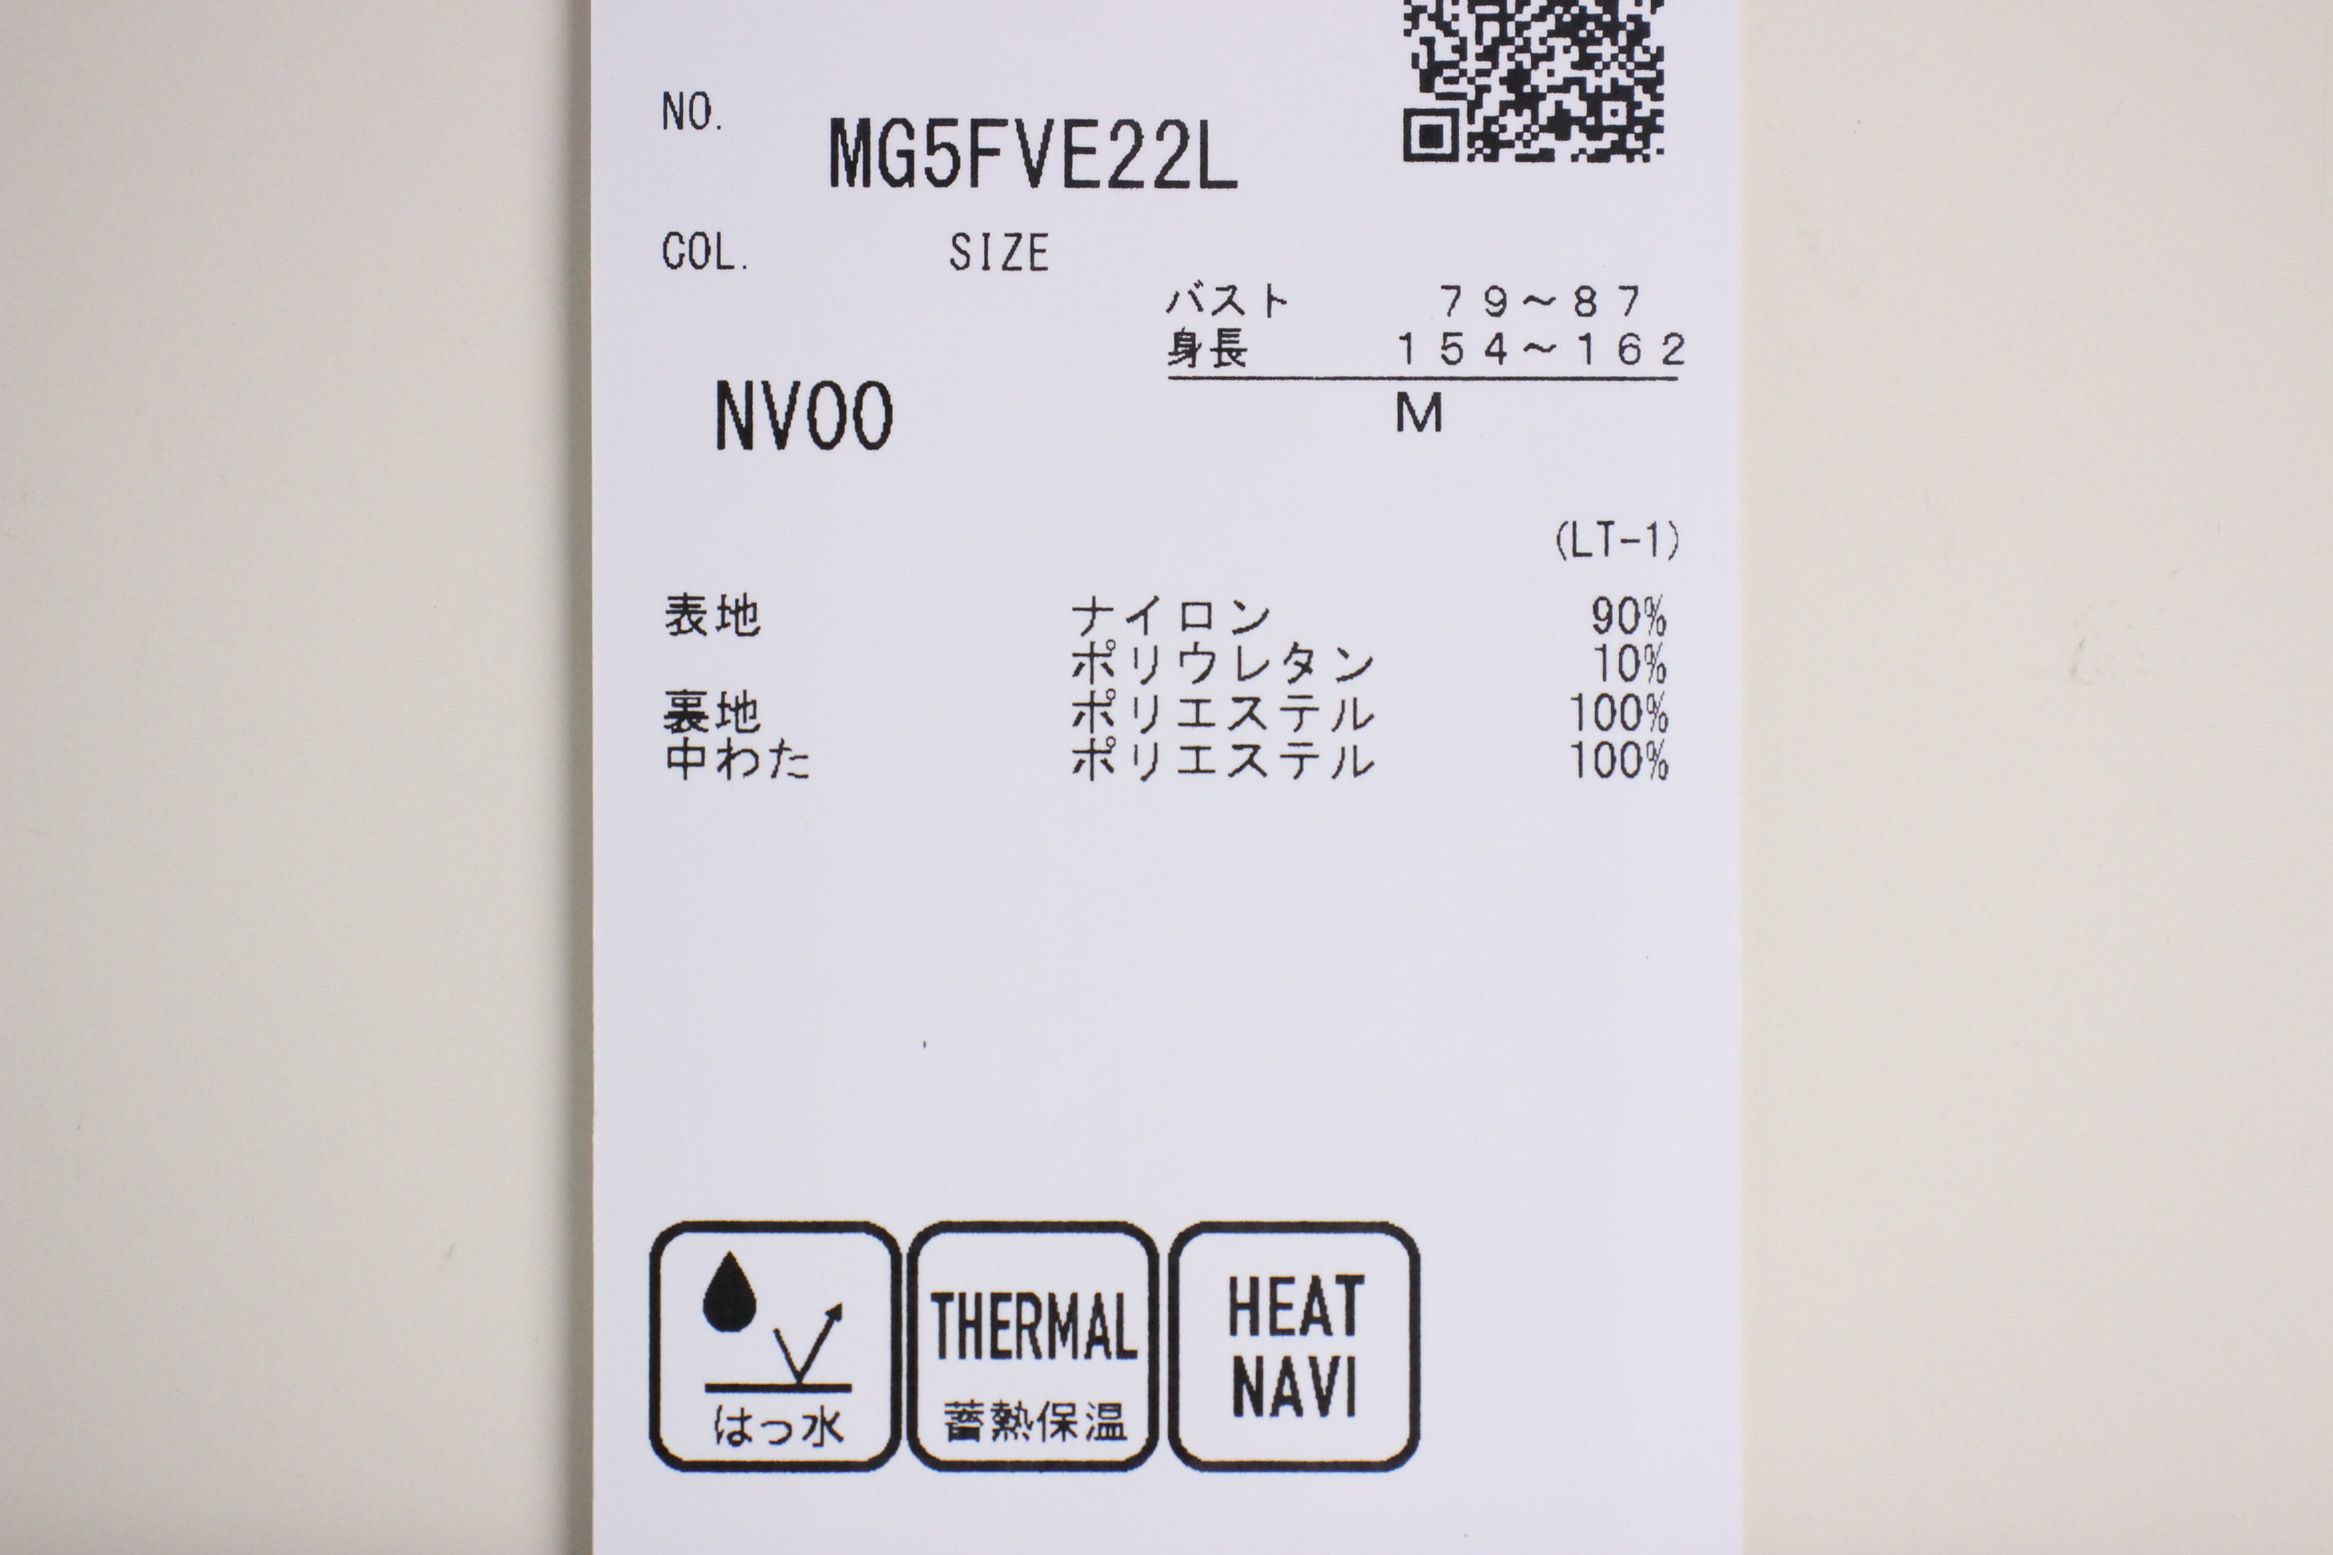 NO.
MG5FVE22L
COL. SIZE
バスト 79～87
身長 154～162
NV00 M
(LT-1)
表地 ナイロン 90%
ポリウレタン 10%
裏地 ポリエステル 100%
中わた ポリエステル 100%
はっ水
THERMAL
蓄熱保温
HEAT
NAVI